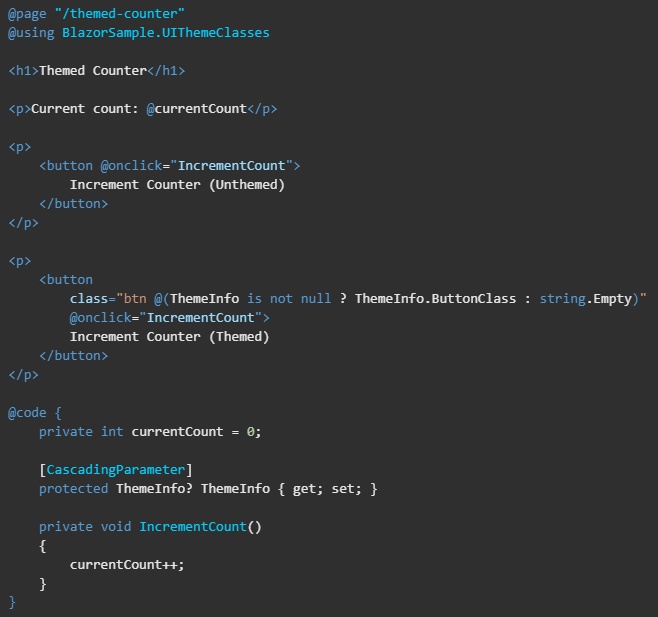 @page "/themed-counter"
@using BlazorSample.UIThemeClasses

<h1>Themed Counter</h1>

<p>Current count: @currentCount</p>

<p>
    <button @onclick="IncrementCount">
        Increment Counter (Unthemed)
    </button>
</p>

<p>
    <button
        class="btn @(ThemeInfo is not null ? ThemeInfo.ButtonClass : string.Empty)"
        @onclick="IncrementCount">
        Increment Counter (Themed)
    </button>
</p>

@code {
    private int currentCount = 0;

    [CascadingParameter]
    protected ThemeInfo? ThemeInfo { get; set; }

    private void IncrementCount()
    {
        currentCount++;
    }
}